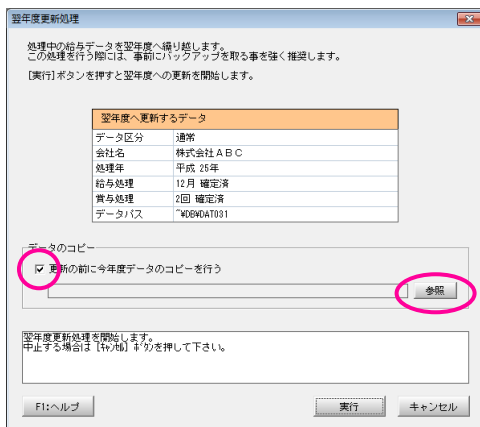 翌年度更新処理
処理中の給与データを翌年度へ繰り越します。
この処理を行う際には、事前にバックアップを取る事を強く推奨します。
[実行]ボタンを押すと翌年度への更新を開始します。
翌年度へ更新するデータ
データ区分 通常
会社名 株式会社ABC
処理年 平成 25年
給与処理 12月 確定済
賞与処理 2回 確定済
データパス ~¥DB¥DAT031
データのコピー
更新の前に今年度データのコピーを行う
参照
翌年度更新処理を開始します。
中止する場合は [ｷｬﾝｾﾙ] ﾎﾞﾀﾝを押して下さい。
F1:ヘルプ 実行 キャンセル